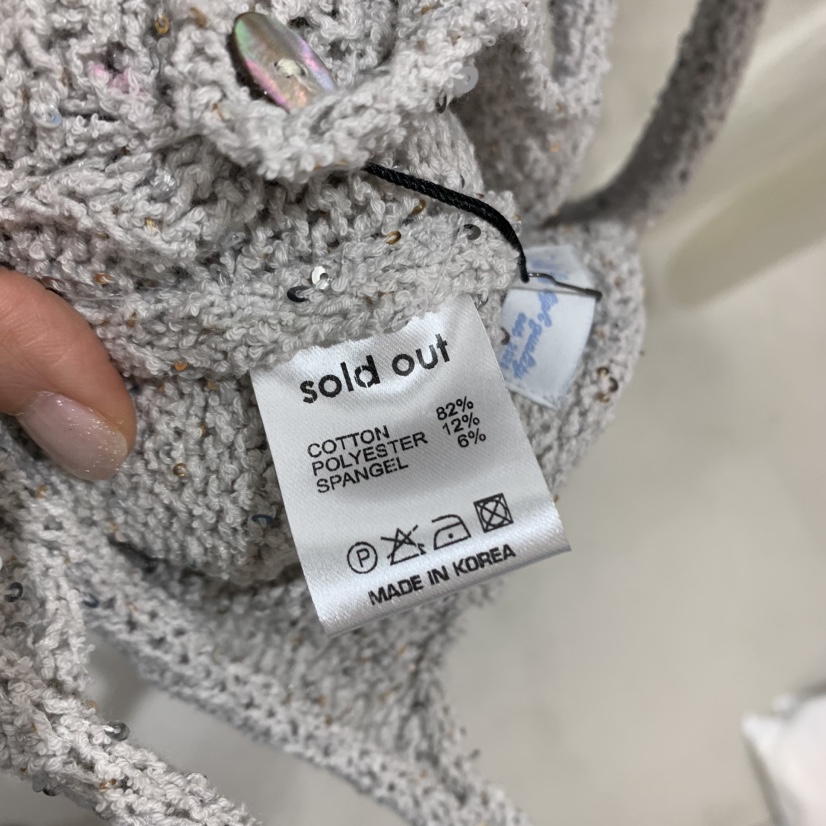 sold out
COTTON 82%
POLYESTER 12%
SPANGEL 6%
P
MADE IN KOREA